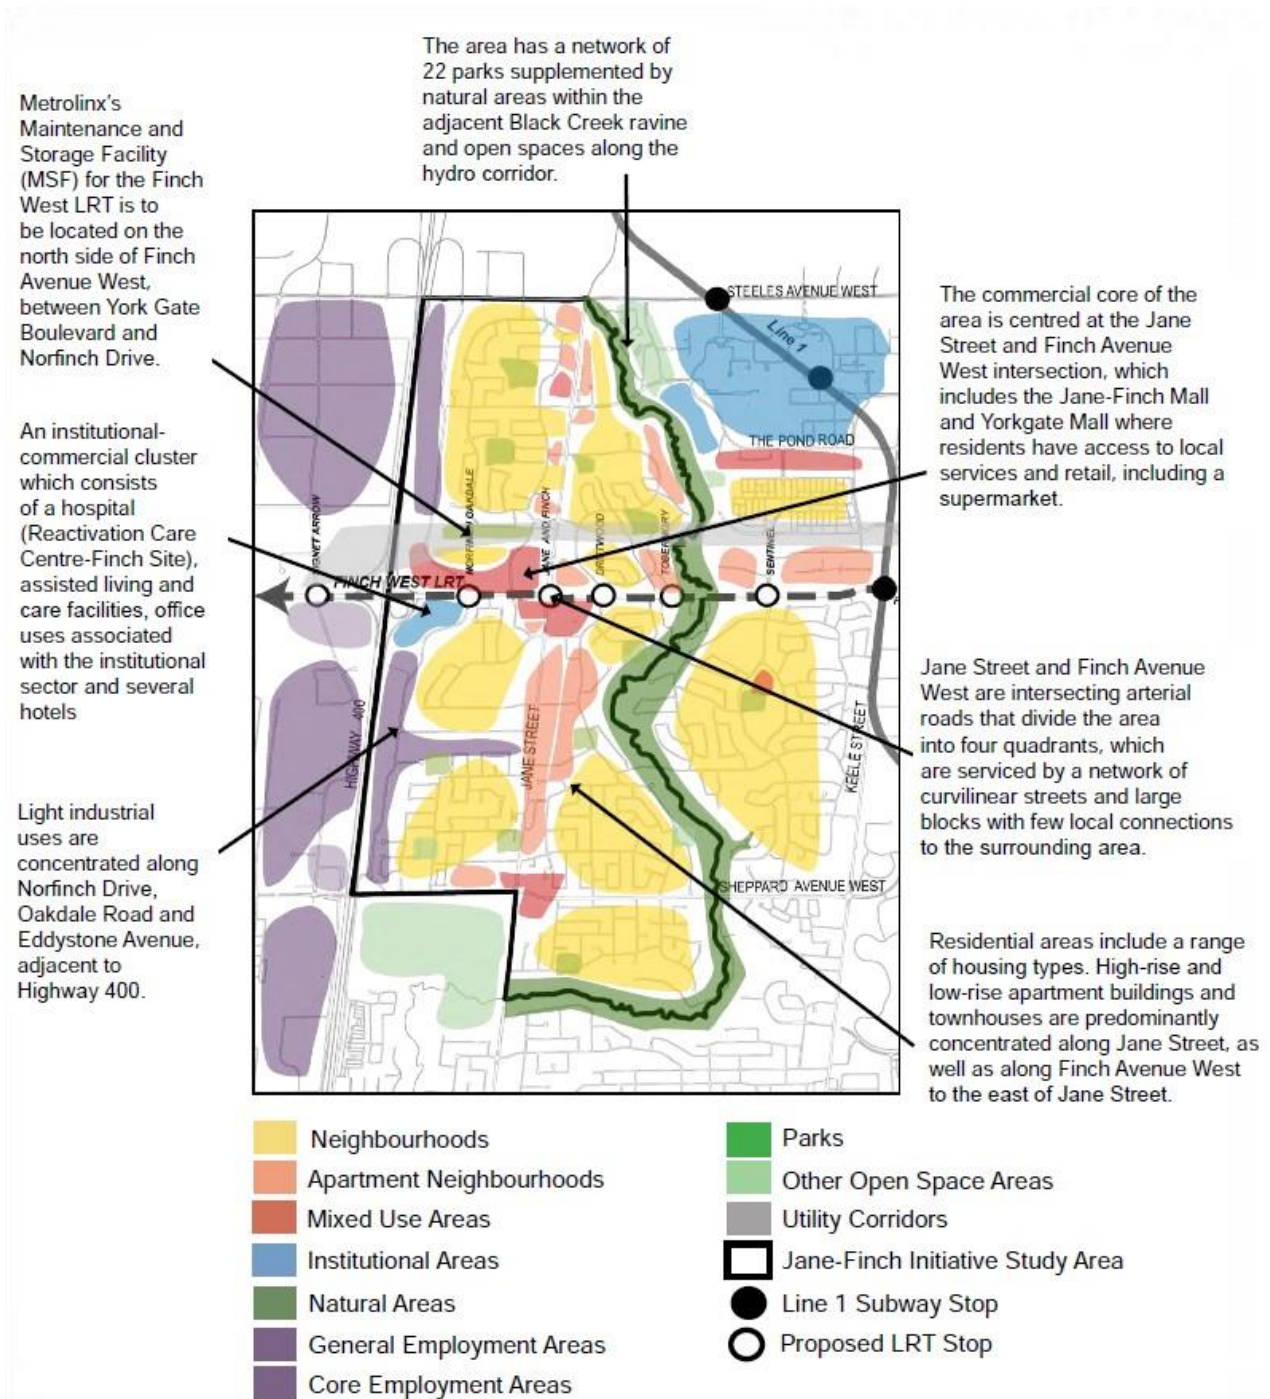 The area has a network of
22 parks supplemented by
natural areas within the
adjacent Black Creek ravine
and open spaces along the
hydro corridor.
Metrolinx's
Maintenance and
Storage Facility
(MSF) for the Finch
West LRT is to
be located on the
north side of Finch
Avenue West,
between York Gate
Boulevard and
Norfinch Drive.
An institutional-
commercial cluster
which consists
of a hospital
(Reactivation Care
Centre-Finch Site),
assisted living and
care facilities, office
uses associated
with the institutional
sector and several
hotels
Light industrial
uses are
concentrated along
Norfinch Drive,
Oakdale Road and
Eddystone Avenue,
adjacent to
Highway 400.
STEELES AVENUE WEST
Line 1
THE POND ROAD
JANE AND FINCH
DRIFTWOOD
SENTINEL
FINCH WEST LRT
HIGHWAY 400
JANE STREET
KEELE STREET
SHEPPARD AVENUE WEST
The commercial core of the
area is centred at the Jane
Street and Finch Avenue
West intersection, which
includes the Jane-Finch Mall
and Yorkgate Mall where
residents have access to local
services and retail, including a
supermarket.
Jane Street and Finch Avenue
West are intersecting arterial
roads that divide the area
into four quadrants, which
are serviced by a network of
curvilinear streets and large
blocks with few local connections
to the surrounding area.
Residential areas include a range
of housing types. High-rise and
low-rise apartment buildings and
townhouses are predominantly
concentrated along Jane Street, as
well as along Finch Avenue West
to the east of Jane Street.
Neighbourhoods
Apartment Neighbourhoods
Mixed Use Areas
Institutional Areas
Natural Areas
General Employment Areas
Core Employment Areas
Parks
Other Open Space Areas
Utility Corridors
Jane-Finch Initiative Study Area
Line 1 Subway Stop
Proposed LRT Stop